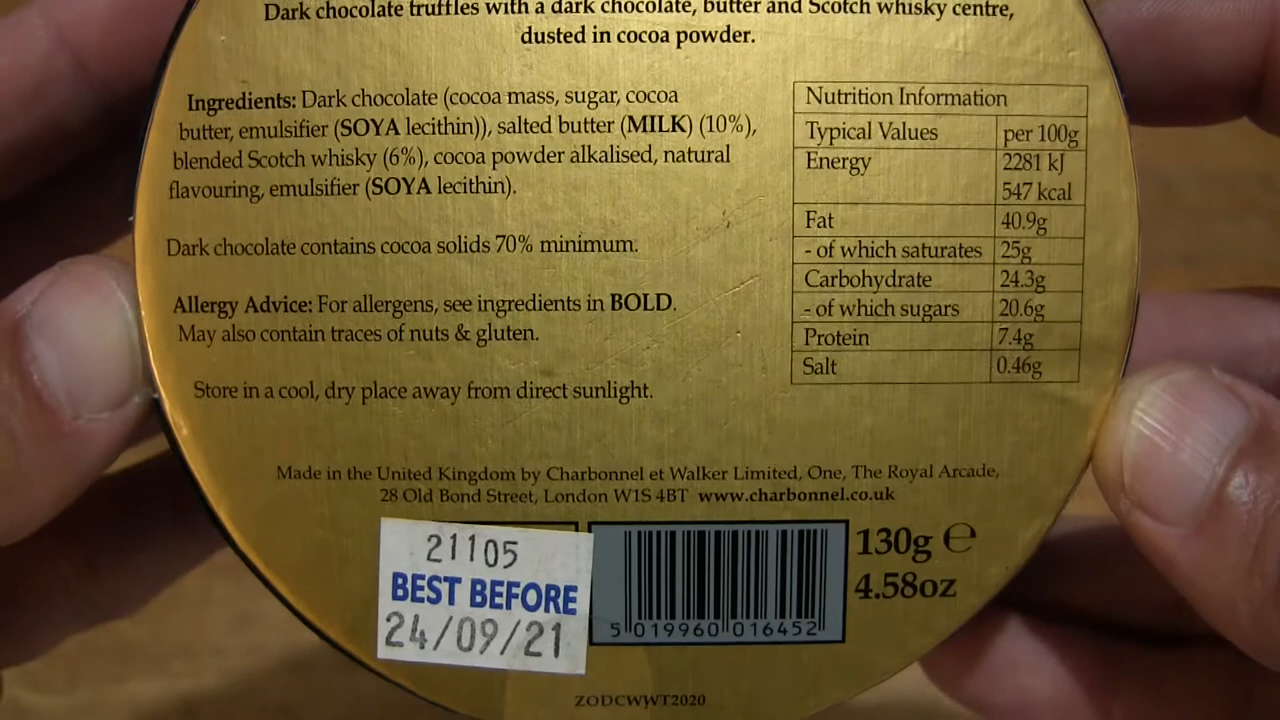 Dark chocolate truffles with a dark chocolate, butter and Scotch whisky centre,
dusted in cocoa powder.
Ingredients: Dark chocolate (cocoa mass, sugar, cocoa
butter, emulsifier (SOYA lecithin)), salted butter (MILK) (10%),
blended Scotch whisky (6%), cocoa powder alkalised, natural
flavouring, emulsifier (SOYA lecithin).
Dark chocolate contains cocoa solids 70% minimum.
Allergy Advice: For allergens, see ingredients in BOLD.
May also contain traces of nuts & gluten.
Store in a cool, dry place away from direct sunlight.
Nutrition Information
Typical Values per 100g
Energy 2281 kJ
547 kcal
Fat 40.9g
- of which saturates 25g
Carbohydrate 24.3g
- of which sugars 20.6g
Protein 7.4g
Salt 0.46g
Made in the United Kingdom by Charbonnel et Walker Limited, One, The Royal Arcade,
28 Old Bond Street, London W1S 4BT www.charbonnel.co.uk
21105
BEST BEFORE
24/09/21
5 019960 016452
130g ℮
4.58oz
ZODCWWT2020